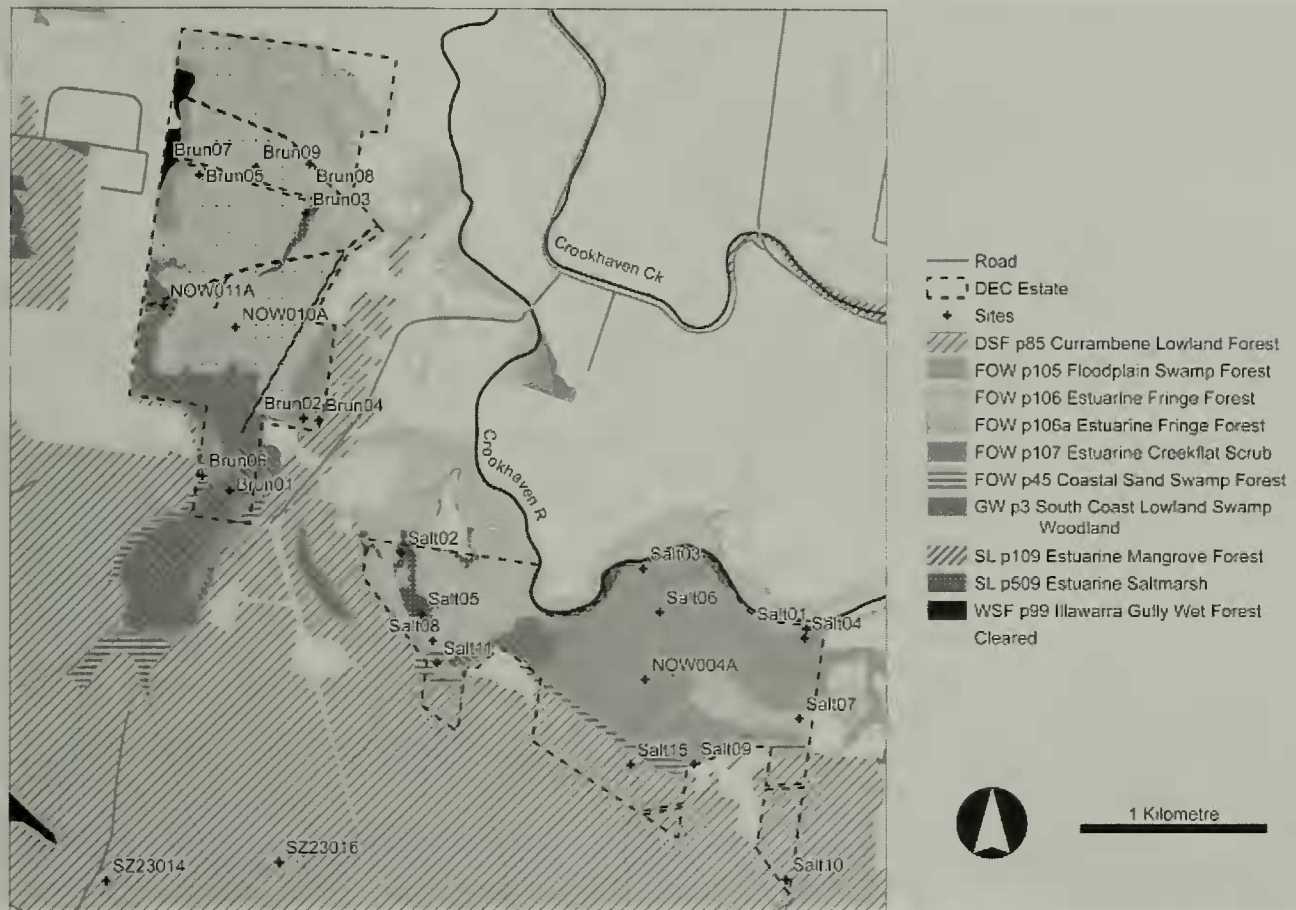 Brun07
Brun09
Brun05
Brun08
Brun03
NOW011A
NOW010A
Brun02
Brun04
Brun06
Brun01
Crookhaven Ck
Crookhaven R
Salt02
Salt03
Salt05
Salt06
Salt01
Salt04
Salt08
Salt11
NOW004A
Salt07
Salt15
Salt09
SZ23014
SZ23016
Salt10
Road
DEC Estate
Sites
DSF p85 Currambene Lowland Forest
FOW p105 Floodplain Swamp Forest
FOW p106 Estuarine Fringe Forest
FOW p106a Estuarine Fringe Forest
FOW p107 Estuarine Creekflat Scrub
FOW p45 Coastal Sand Swamp Forest
GW p3 South Coast Lowland Swamp
Woodland
SL p109 Estuarine Mangrove Forest
SL p509 Estuarine Saltmarsh
WSF p99 Illawarra Gully Wet Forest
Cleared
1 Kilometre